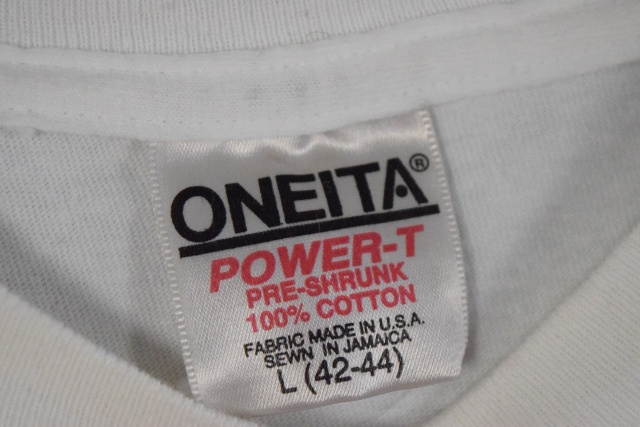 ONEITA®
POWER-T
PRE-SHRUNK
100% COTTON
FABRIC MADE IN U.S.A.
SEWN IN JAMAICA
L (42-44)